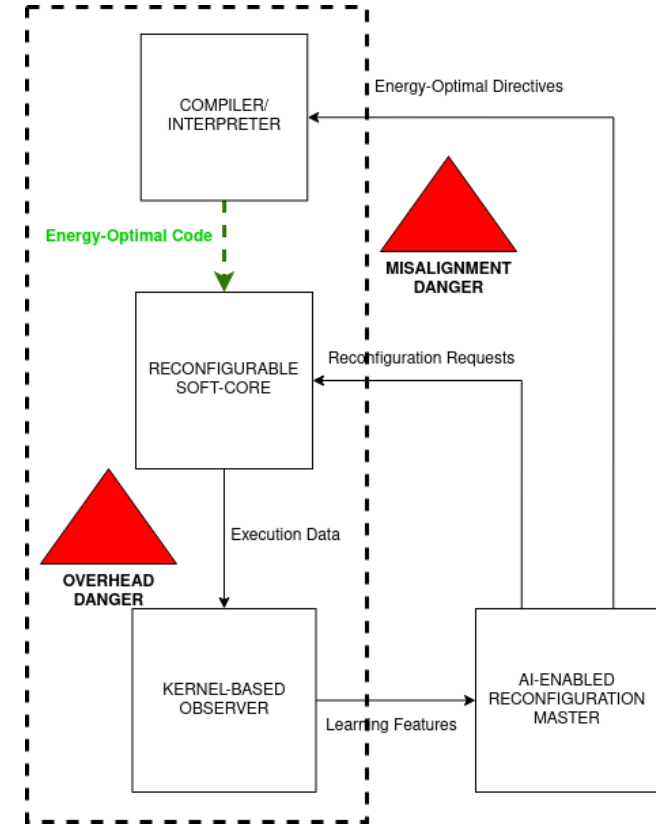 COMPILER/
INTERPRETER
Energy-Optimal Directives
Energy-Optimal Code
MISALIGNMENT
DANGER
RECONFIGURABLE
SOFT-CORE
Reconfiguration Requests
Execution Data
OVERHEAD
DANGER
KERNEL-BASED
OBSERVER
Learning Features
AI-ENABLED
RECONFIGURATION
MASTER